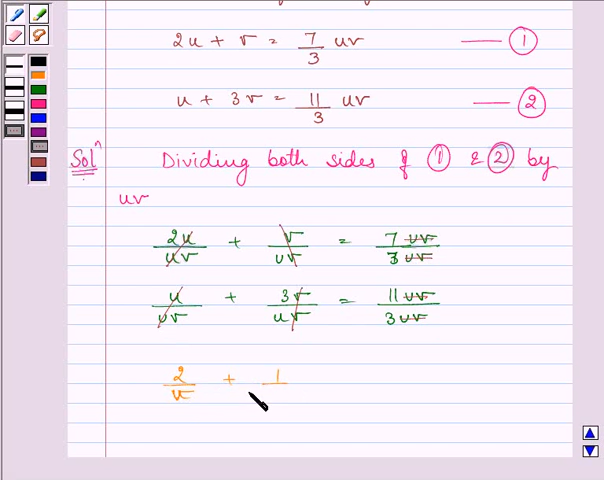 2u + v = 7/3 uv —— ①
u + 3v = 11/3 uv —— ②
Solⁿ Dividing both sides of ① & ② by
uv
2u/uv + v/uv = 7uv/3uv
u/uv + 3v/uv = 11uv/3uv
2/v + 1